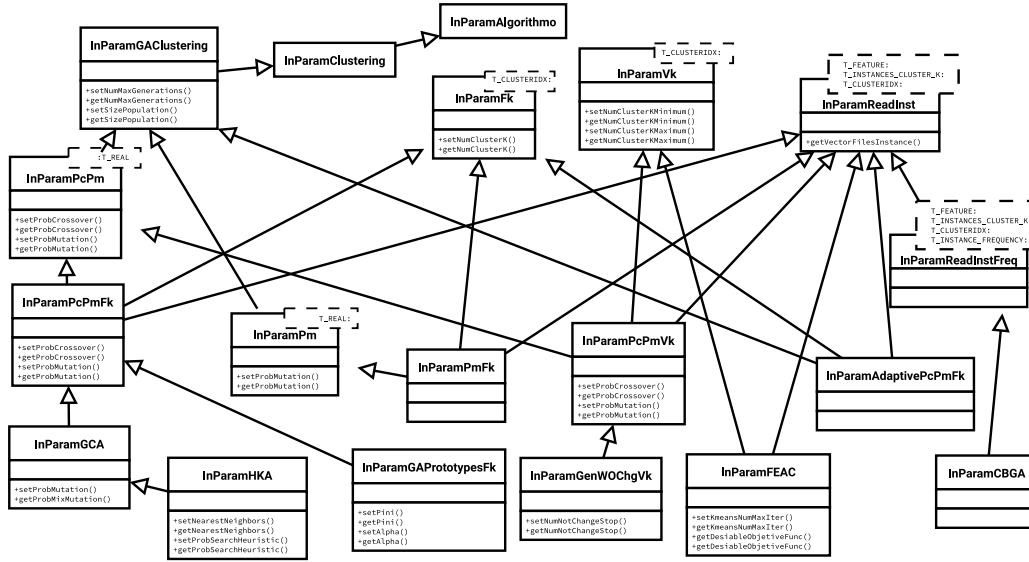 InParamGAClustering
+setNumMaxGenerations()
+getNumMaxGenerations()
+setSizePopulation()
+getSizePopulation()
InParamClustering
InParamAlgorithmo
T_CLUSTERIDX:
InParamFk
+setNumClusterK()
+getNumClusterK()
T_CLUSTERIDX:
InParamVk
+setNumClusterKMinimum()
+getNumClusterKMinimum()
+setNumClusterKMaximum()
+getNumClusterKMaximum()
T_FEATURE:
T_INSTANCES_CLUSTER_K:
T_CLUSTERIDX:
InParamReadInst
+getVectorFilesInstance()
:T_REAL
InParamPcPm
+setProbCrossover()
+getProbCrossover()
+setProbMutation()
+getProbMutation()
T_FEATURE:
T_INSTANCES_CLUSTER_K
T_CLUSTERIDX:
T_INSTANCE_FREQUENCY:
InParamReadInstFreq
InParamPcPmFk
+setProbCrossover()
+getProbCrossover()
+setProbMutation()
+getProbMutation()
T_REAL:
InParamPm
+setProbMutation()
+getProbMutation()
InParamPmFk
InParamPcPmVk
+setProbCrossover()
+getProbCrossover()
+setProbMutation()
+getProbMutation()
InParamAdaptivePcPmFk
InParamGCA
+setProbMutation()
+getProbMixMutation()
InParamHKA
+setNearestNeighbors()
+getNearestNeighbors()
+setProbSearchHeuristic()
+getProbSearchHeuristic()
InParamGAPrototypesFk
+setPini()
+getPini()
+setAlpha()
+getAlpha()
InParamGenWOChgVk
+setNumNotChangeStop()
+getNumNotChangeStop()
InParamFEAC
+setKmeansNumMaxIter()
+getKmeansNumMaxIter()
+getDesiableObjetiveFunc()
+getDesiableObjetiveFunc()
InParamCBGA